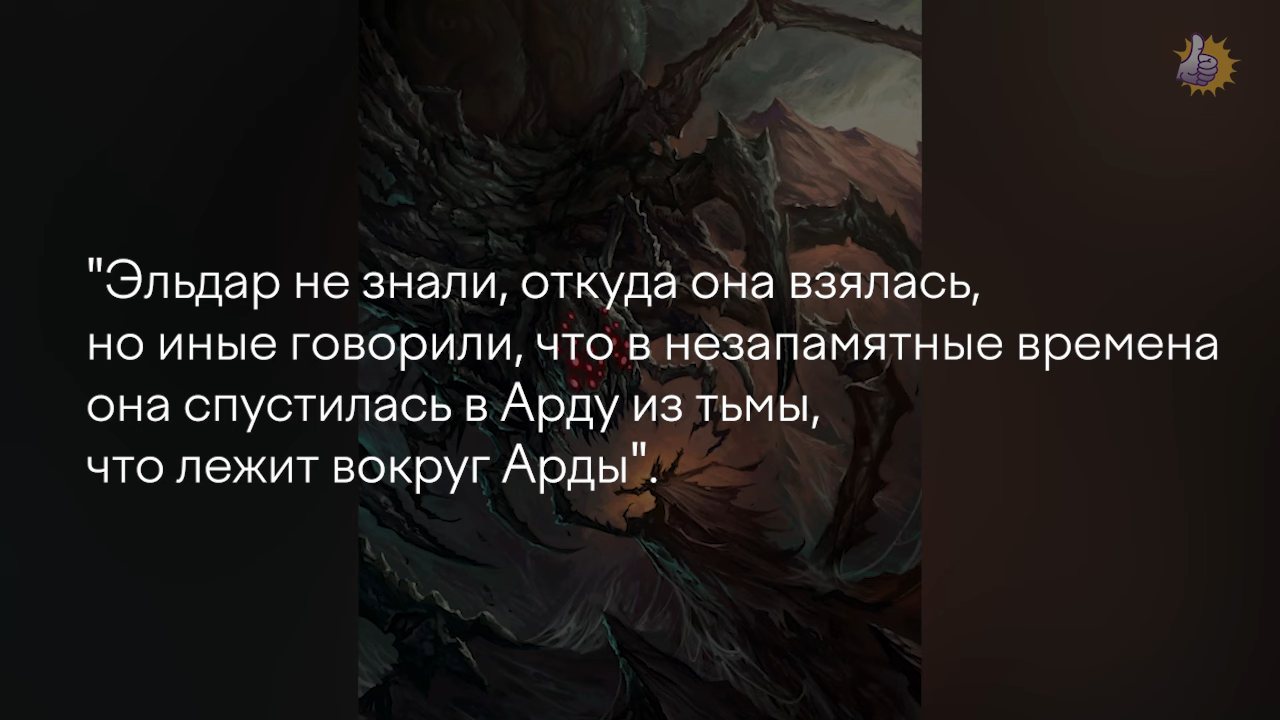 "Эльдар не знали, откуда она взялась,
но иные говорили, что в незапамятные времена
она спустилась в Арду из тьмы,
что лежит вокруг Арды".